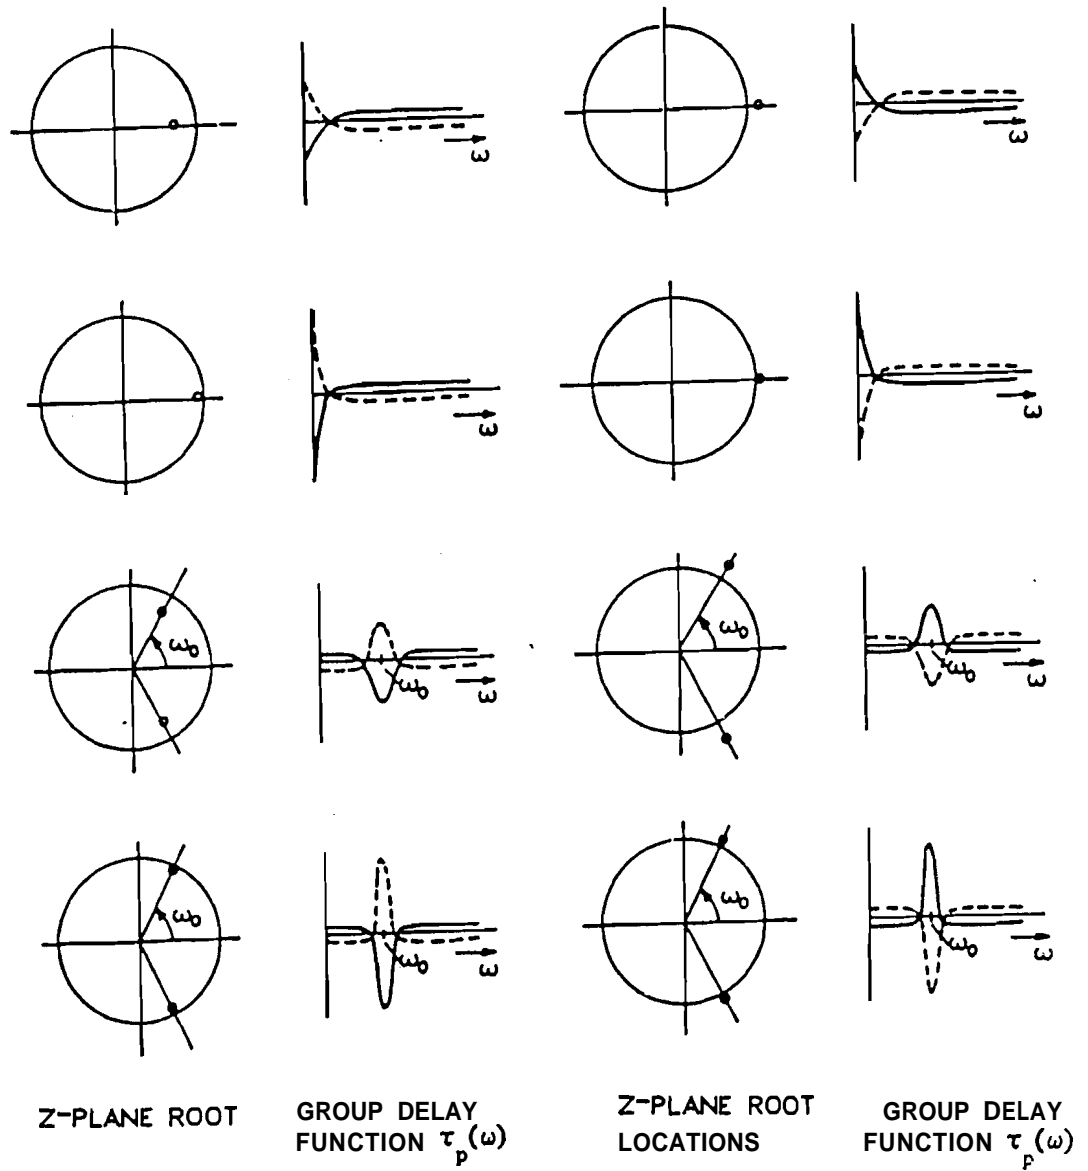 ω
ω
ω
ω
ω₀
ω₀
ω
ω₀
ω₀
ω
ω₀
ω₀
ω
ω₀
ω₀
ω
Z-PLANE ROOT
GROUP DELAY
FUNCTION τp(ω)
Z-PLANE ROOT
LOCATIONS
GROUP DELAY
FUNCTION τp(ω)